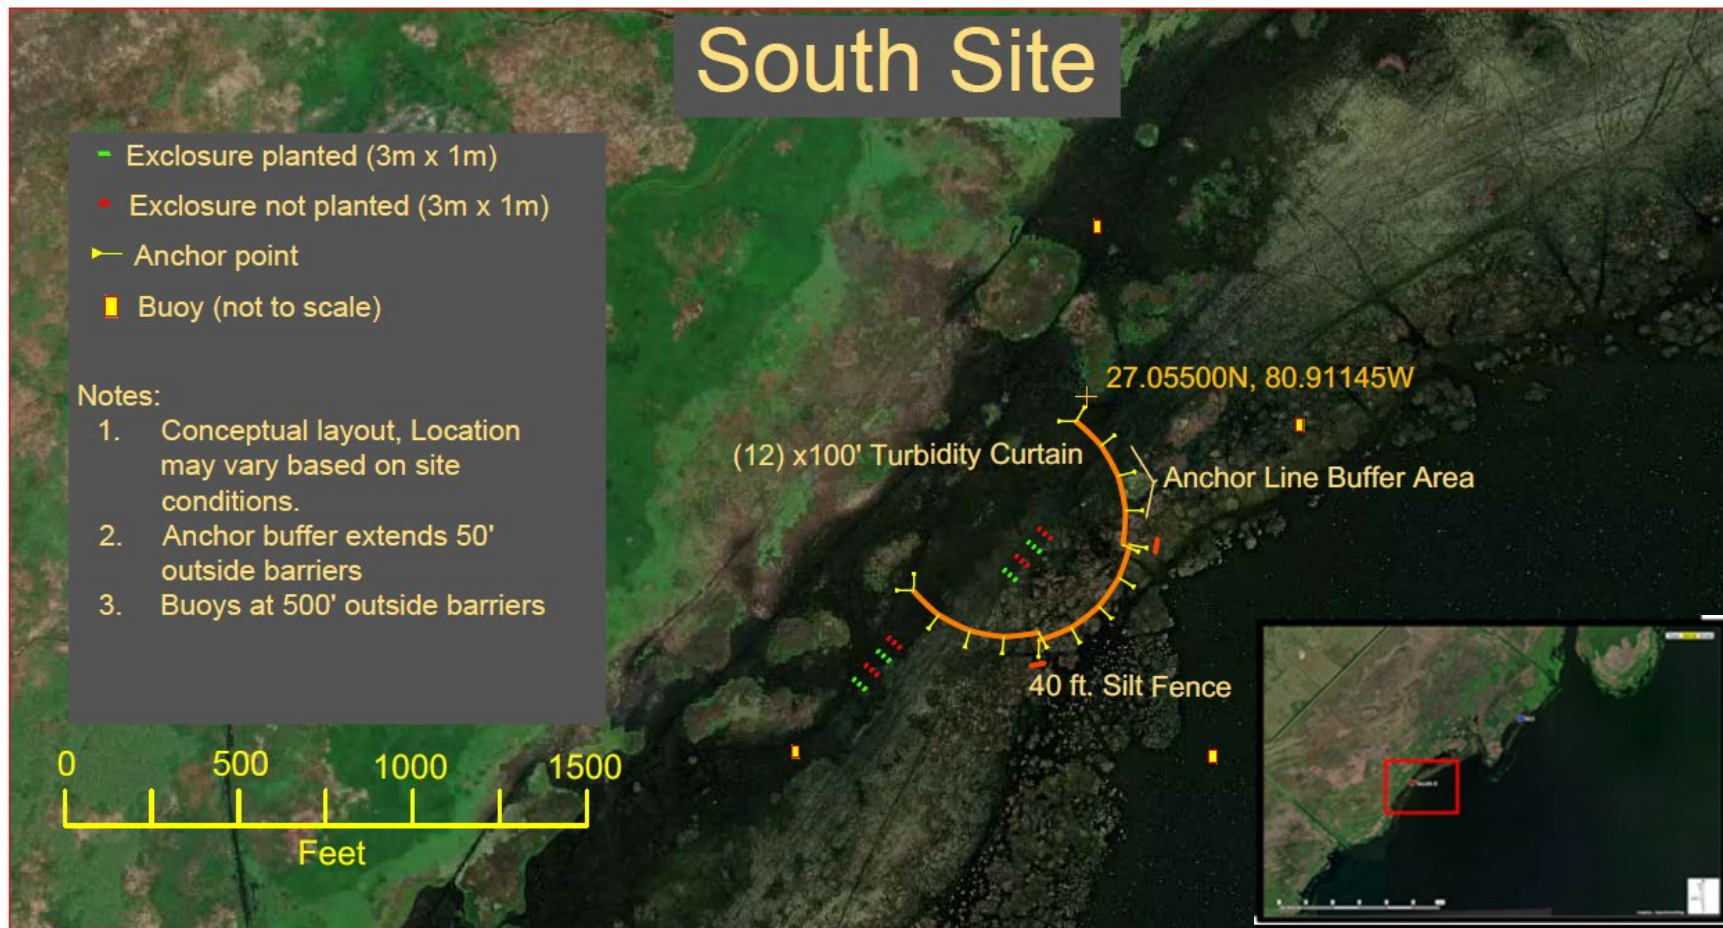 South Site
Exclosure planted (3m x 1m)
Exclosure not planted (3m x 1m)
Anchor point
Buoy (not to scale)
Notes:
1. Conceptual layout, Location
may vary based on site
conditions.
2. Anchor buffer extends 50'
outside barriers
3. Buoys at 500' outside barriers
27.05500N, 80.91145W
(12) x100' Turbidity Curtain
Anchor Line Buffer Area
40 ft. Silt Fence
0 500 1000 1500
Feet